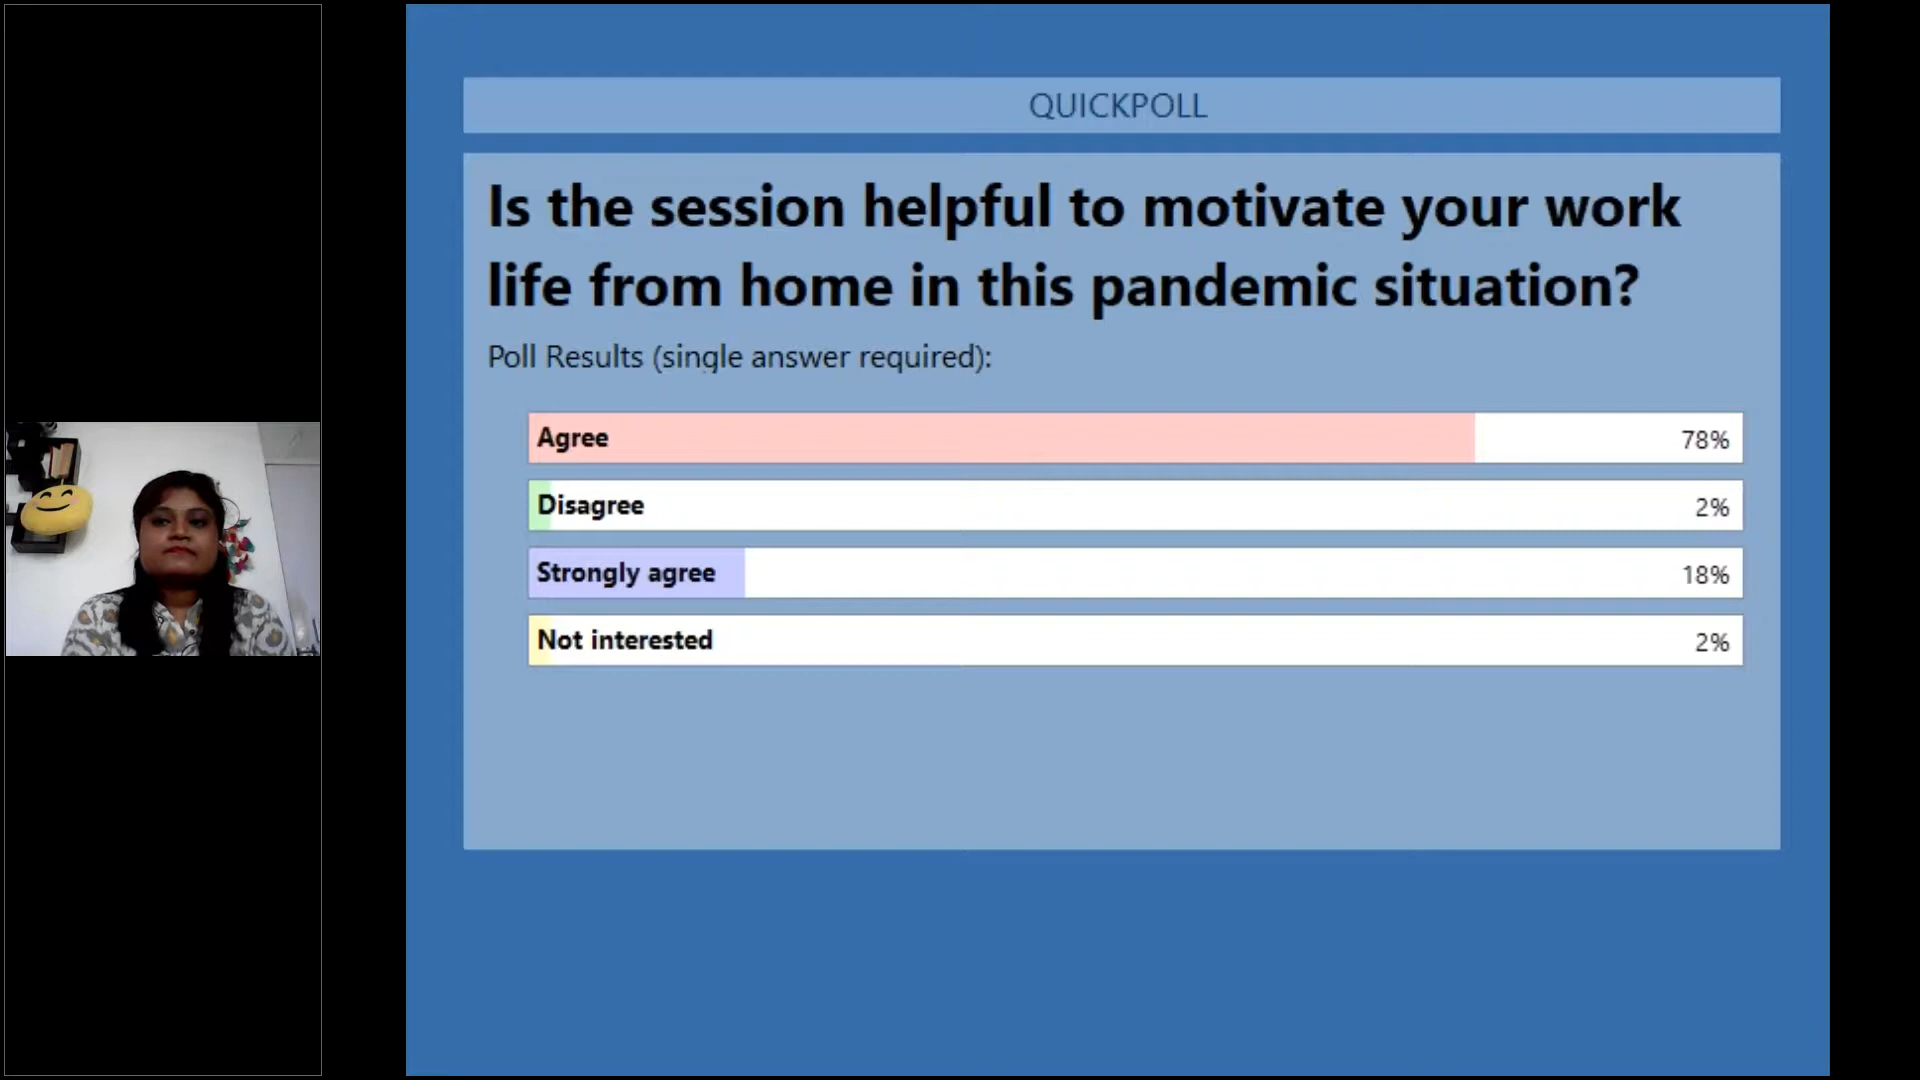 QUICKPOLL
Is the session helpful to motivate your work
life from home in this pandemic situation?
Poll Results (single answer required):
Agree 78%
Disagree 2%
Strongly agree 18%
Not interested 2%